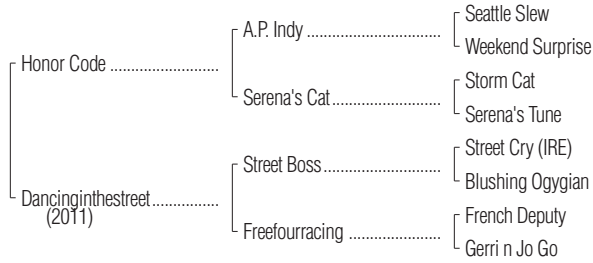 Seattle Slew
A.P. Indy ................................
Weekend Surprise
Honor Code ..........................
Storm Cat
Serena's Cat..........................
Serena's Tune
Street Cry (IRE)
Street Boss............................
Blushing Ogygian
Dancinginthestreet................
(2011)
French Deputy
Freefourracing ......................
Gerri n Jo Go